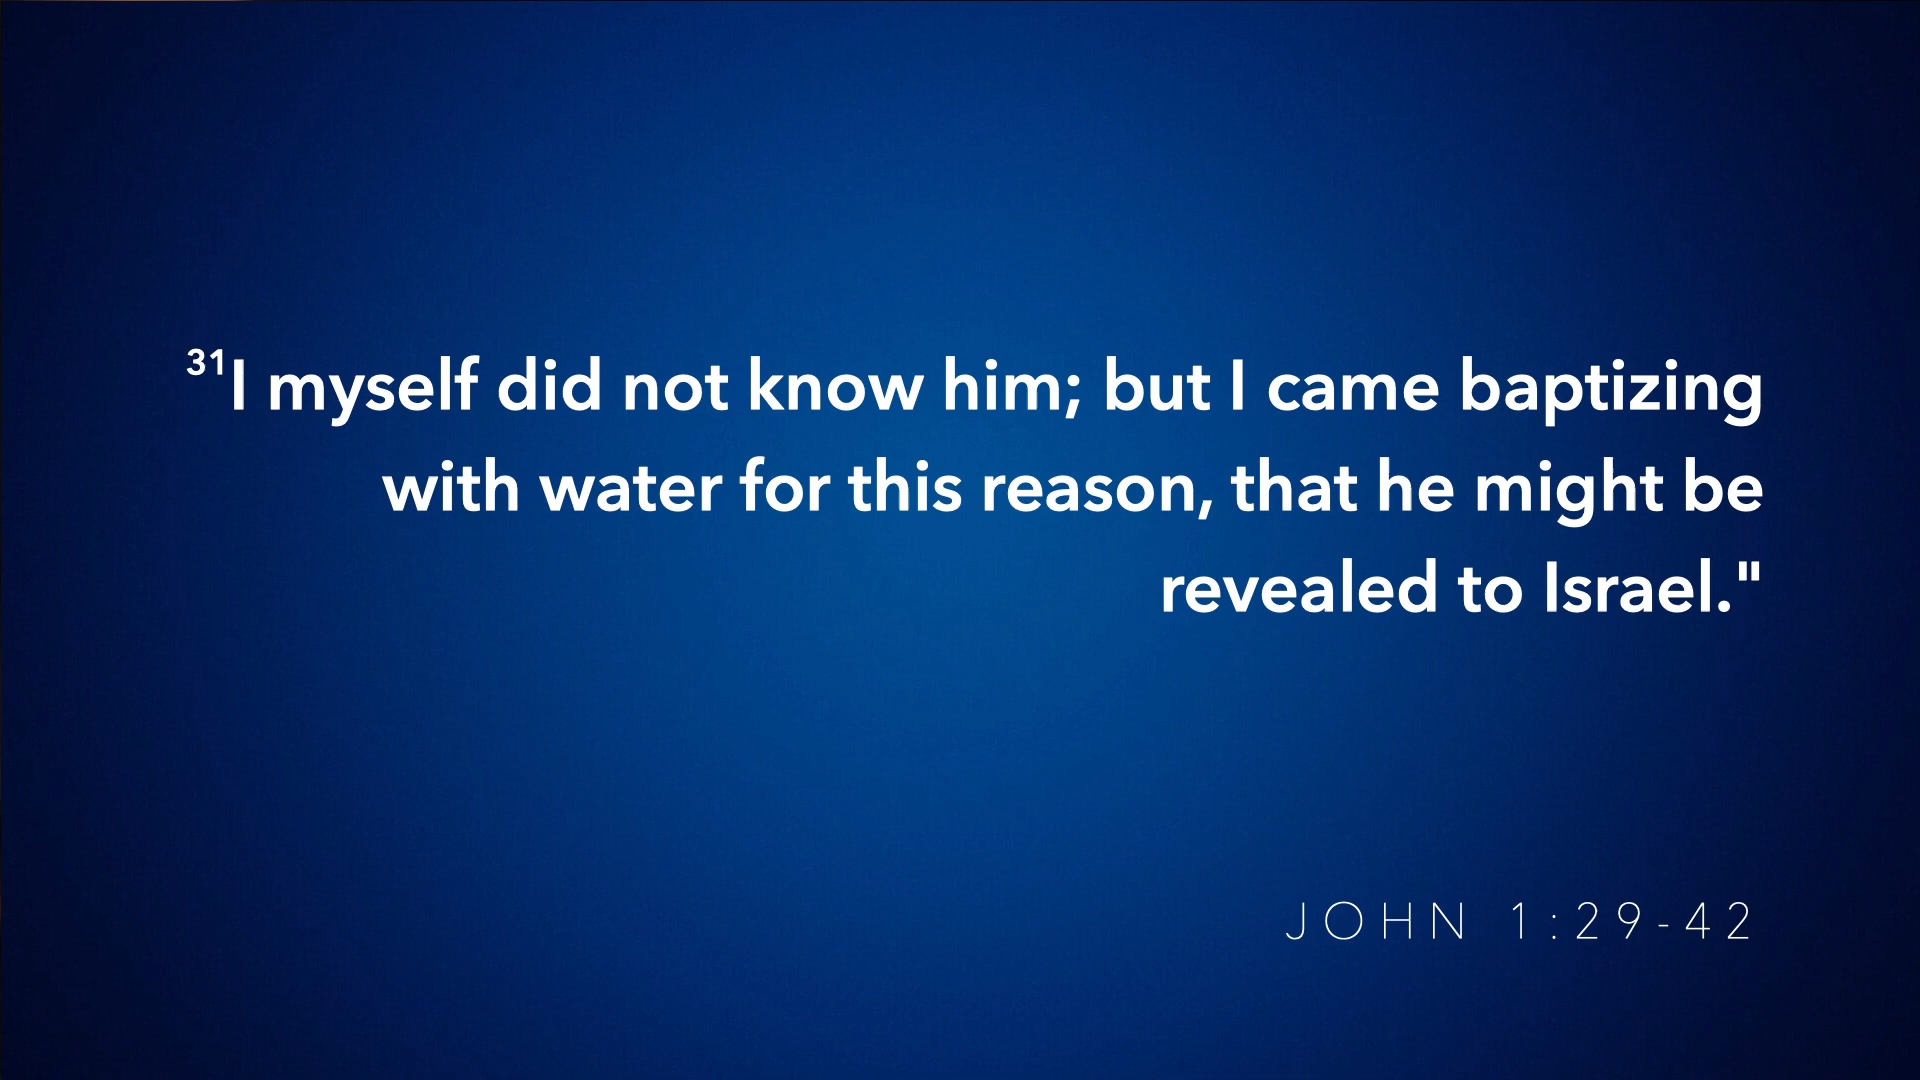 31I myself did not know him; but I came baptizing
with water for this reason, that he might be
revealed to Israel."
JOHN 1:29-42